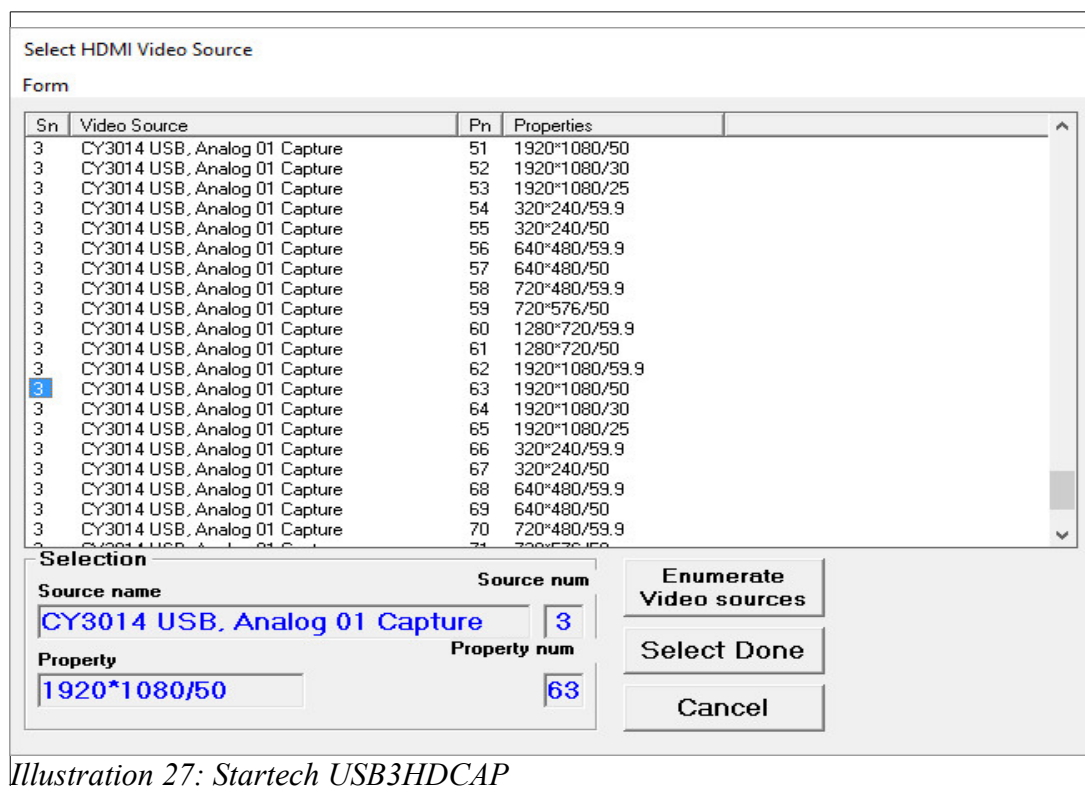 Select HDMI Video Source
Form
Sn Video Source Pn Properties
3 CY3014 USB, Analog 01 Capture 51 1920*1080/50
3 CY3014 USB, Analog 01 Capture 52 1920*1080/30
3 CY3014 USB, Analog 01 Capture 53 1920*1080/25
3 CY3014 USB, Analog 01 Capture 54 320*240/59.9
3 CY3014 USB, Analog 01 Capture 55 320*240/50
3 CY3014 USB, Analog 01 Capture 56 640*480/59.9
3 CY3014 USB, Analog 01 Capture 57 640*480/50
3 CY3014 USB, Analog 01 Capture 58 720*480/59.9
3 CY3014 USB, Analog 01 Capture 59 720*576/50
3 CY3014 USB, Analog 01 Capture 60 1280*720/59.9
3 CY3014 USB, Analog 01 Capture 61 1280*720/50
3 CY3014 USB, Analog 01 Capture 62 1920*1080/59.9
3 CY3014 USB, Analog 01 Capture 63 1920*1080/50
3 CY3014 USB, Analog 01 Capture 64 1920*1080/30
3 CY3014 USB, Analog 01 Capture 65 1920*1080/25
3 CY3014 USB, Analog 01 Capture 66 320*240/59.9
3 CY3014 USB, Analog 01 Capture 67 320*240/50
3 CY3014 USB, Analog 01 Capture 68 640*480/59.9
3 CY3014 USB, Analog 01 Capture 69 640*480/50
3 CY3014 USB, Analog 01 Capture 70 720*480/59.9
Selection
Source name Source num
CY3014 USB, Analog 01 Capture 3
Property Property num
1920*1080/50 63
Enumerate
Video sources
Select Done
Cancel
Illustration 27: Startech USB3HDCAP